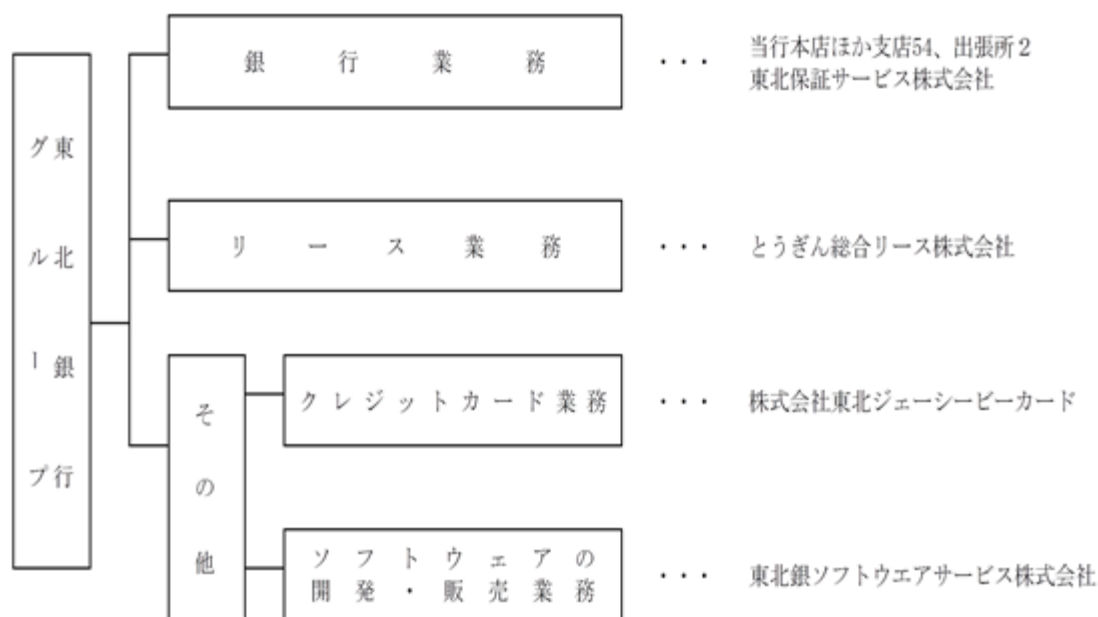 東北銀行
グループ
銀行業務
・・・
当行本店ほか支店54、出張所２
東北保証サービス株式会社
リース業務
・・・
とうぎん総合リース株式会社
その他
クレジットカード業務
・・・
株式会社東北ジェーシービーカード
ソフトウェアの
開発・販売業務
・・・
東北銀ソフトウエアサービス株式会社